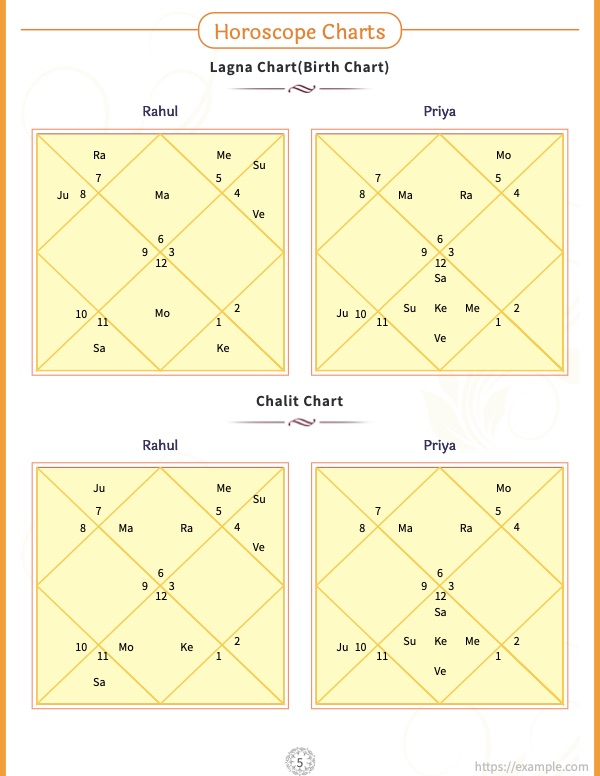 Horoscope Charts
Lagna Chart(Birth Chart)
Rahul
Ra Me
Su
7 5
Ju 8 Ma 4
Ve
6
9 3
12
10 Mo 2
11 1
Sa Ke
Priya
Mo
7 5
8 Ma Ra 4
6
9 3
12
Sa
Ju 10 Su Ke Me 2
11 1
Ve
Chalit Chart
Rahul
Ju Me
Su
7 5
8 Ma Ra 4
Ve
6
9 3
12
10 Mo Ke 2
11 1
Sa
Priya
Mo
7 5
8 Ma Ra 4
6
9 3
12
Sa
Ju 10 Su Ke Me 2
11 1
Ve
5
https://example.com